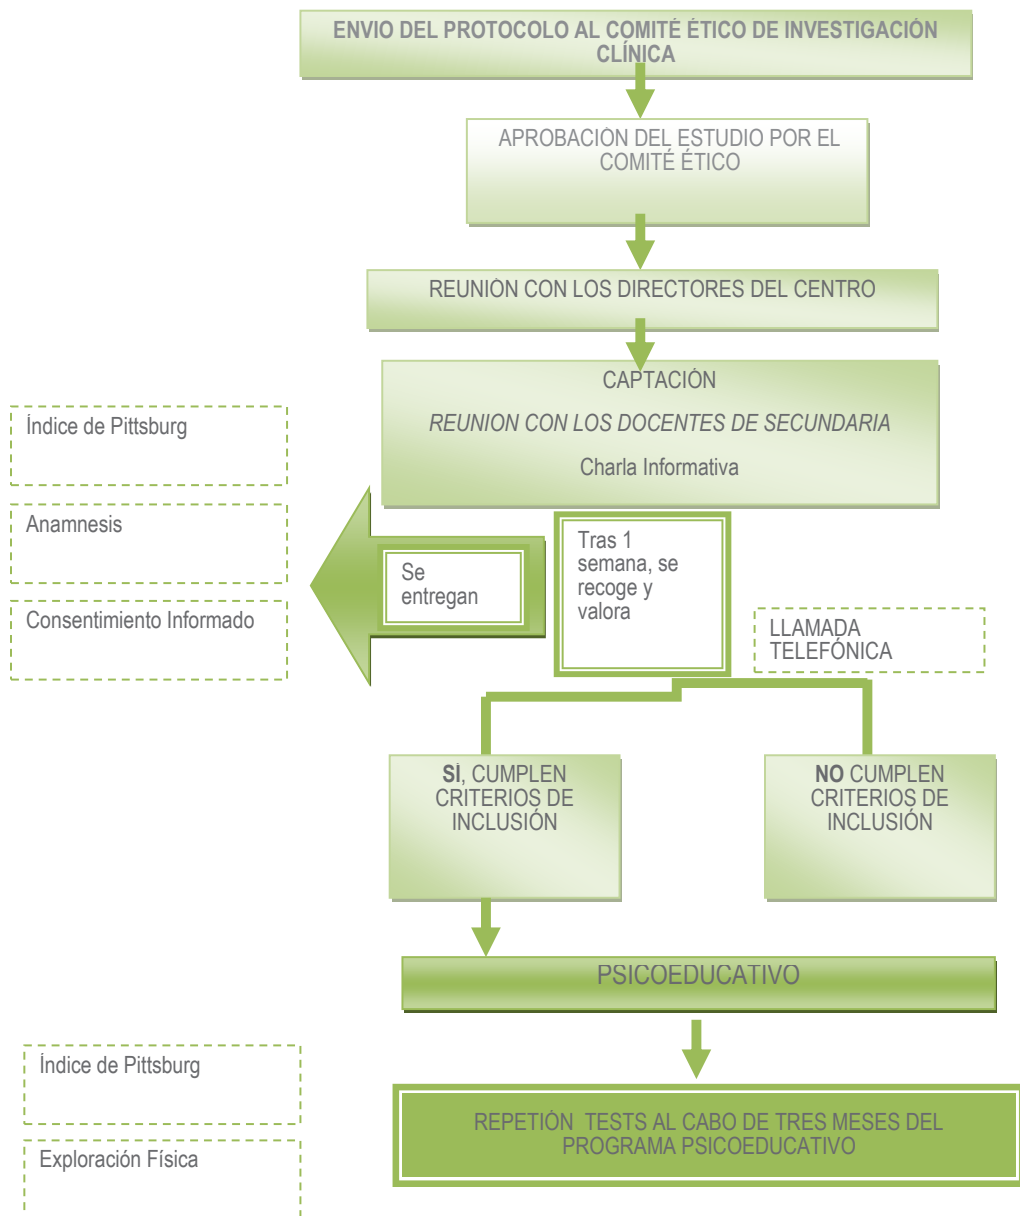 ENVIO DEL PROTOCOLO AL COMITÉ ÉTICO DE INVESTIGACIÓN
CLÍNICA
APROBACIÓN DEL ESTUDIO POR EL
COMITÉ ÉTICO
REUNIÓN CON LOS DIRECTORES DEL CENTRO
CAPTACIÓN
REUNION CON LOS DOCENTES DE SECUNDARIA
Charla Informativa
Índice de Pittsburg
Anamnesis
Consentimiento Informado
Se
entregan
Tras 1
semana, se
recoge y
valora
LLAMADA
TELEFÓNICA
SÍ, CUMPLEN
CRITERIOS DE
INCLUSIÓN
NO CUMPLEN
CRITERIOS DE
INCLUSIÓN
PSICOEDUCATIVO
Índice de Pittsburg
Exploración Física
REPETIÓN TESTS AL CABO DE TRES MESES DEL
PROGRAMA PSICOEDUCATIVO